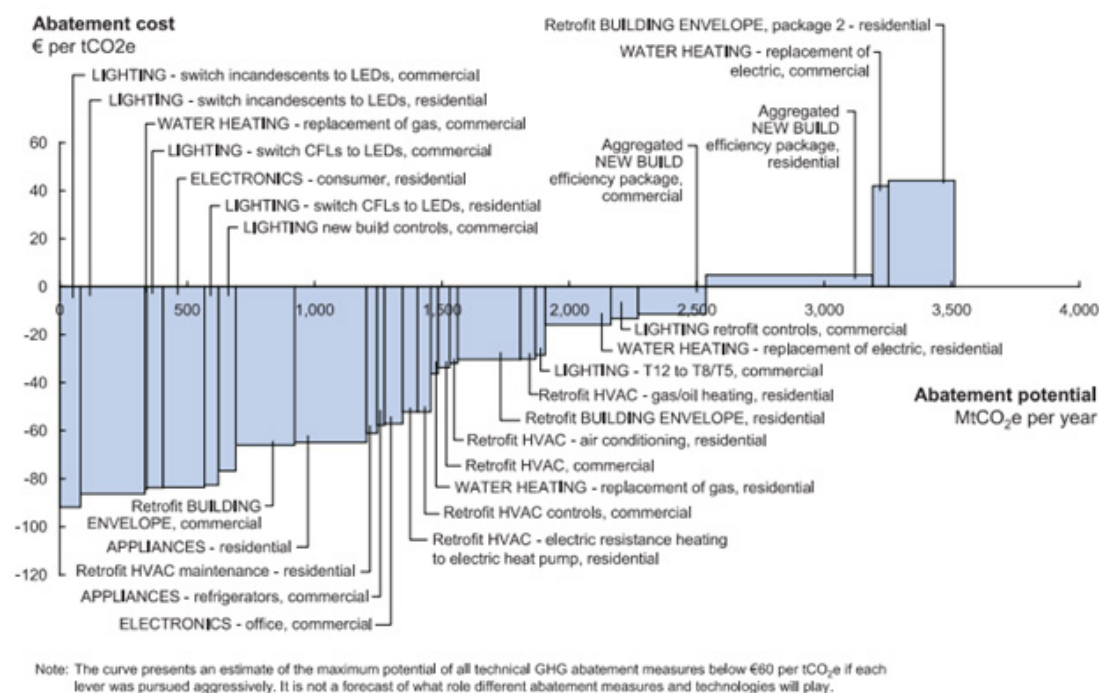 Abatement cost
€ per tCO2e
Retrofit BUILDING ENVELOPE, package 2 - residential
WATER HEATING - replacement of
electric, commercial
LIGHTING - switch incandescents to LEDs, commercial
LIGHTING - switch incandescents to LEDs, residential
WATER HEATING - replacement of gas, commercial
LIGHTING - switch CFLs to LEDs, commercial
ELECTRONICS - consumer, residential
LIGHTING - switch CFLs to LEDs, residential
LIGHTING new build controls, commercial
Aggregated
NEW BUILD
efficiency package,
commercial
Aggregated
NEW BUILD
efficiency package,
residential
60
40
20
0
-20
-40
-60
-80
-100
-120
0
500
1,000
1,500
2,000
2,500
3,000
3,500
4,000
LIGHTING retrofit controls, commercial
WATER HEATING - replacement of electric, residential
LIGHTING - T12 to T8/T5, commercial
Retrofit HVAC - gas/oil heating, residential
Retrofit BUILDING ENVELOPE, residential
Retrofit HVAC - air conditioning, residential
Retrofit HVAC, commercial
WATER HEATING - replacement of gas, residential
Retrofit HVAC controls, commercial
Retrofit HVAC - electric resistance heating
to electric heat pump, residential
Abatement potential
MtCO₂e per year
Retrofit BUILDING
ENVELOPE, commercial
APPLIANCES - residential
Retrofit HVAC maintenance - residential
APPLIANCES - refrigerators, commercial
ELECTRONICS - office, commercial
Note: The curve presents an estimate of the maximum potential of all technical GHG abatement measures below €60 per tCO₂e if each
lever was pursued aggressively. It is not a forecast of what role different abatement measures and technologies will play.